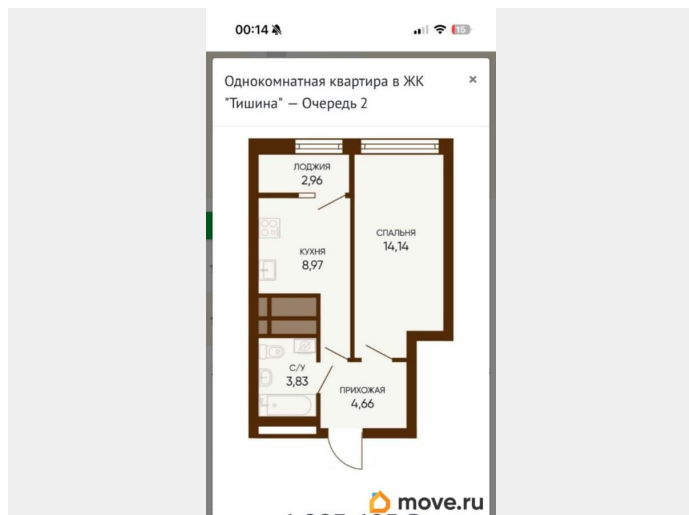 00:14
15
Однокомнатная квартира в ЖК
"Тишина" — Очередь 2
×
ЛОДЖИЯ
2,96
СПАЛЬНЯ
14,14
КУХНЯ
8,97
С/У
3,83
ПРИХОЖАЯ
4,66
move.ru